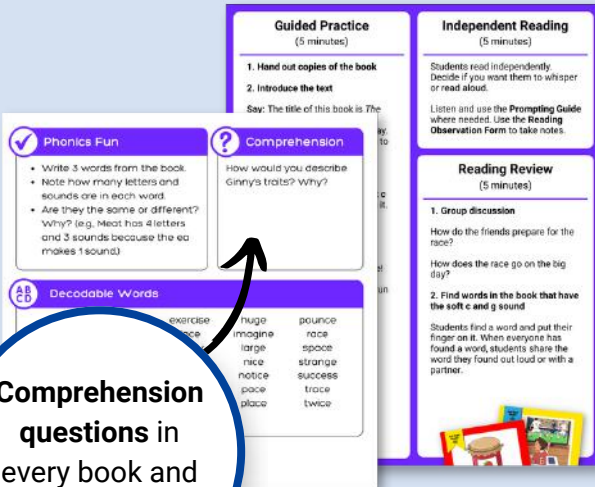 Guided Practice
(5 minutes)
1. Hand out copies of the book
2. Introduce the text
Say: The title of this book is The
Independent Reading
(5 minutes)
Students read independently.
Decide if you want them to whisper
or read aloud.
Listen and use the Prompting Guide
where needed. Use the Reading
Observation Form to take notes.
Reading Review
(5 minutes)
1. Group discussion
How do the friends prepare for the
race?
How does the race go on the big
day?
2. Find words in the book that have
the soft c and g sound
Students find a word and put their
finger on it. When everyone has
found a word, students share the
word they found out loud or with a
partner.
Phonics Fun
• Write 3 words from the book.
• Note how many letters and
sounds are in each word.
• Are they the same or different?
Why? (e.g, Meat has 4 letters
and 3 sounds because the ea
makes 1 sound.)
? Comprehension
How would you describe
Ginny's traits? Why?
AB
CD
Decodable Words
exercise huge pounce
imagine race
large space
nice strange
notice success
pace trace
place twice
Comprehension
questions in
every book and